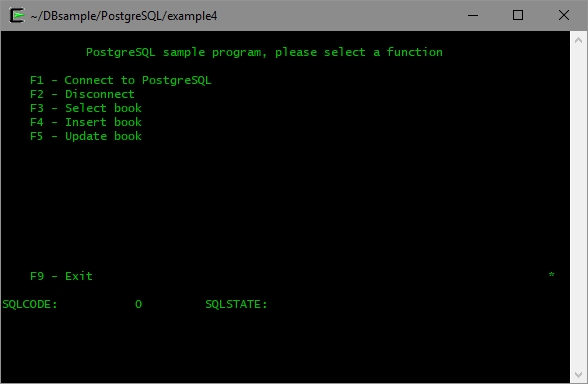 ~/DBsample/PostgreSQL/example4
PostgreSQL sample program, please select a function
F1 - Connect to PostgreSQL
F2 - Disconnect
F3 - Select book
F4 - Insert book
F5 - Update book
F9 - Exit *
SQLCODE: 0 SQLSTATE: